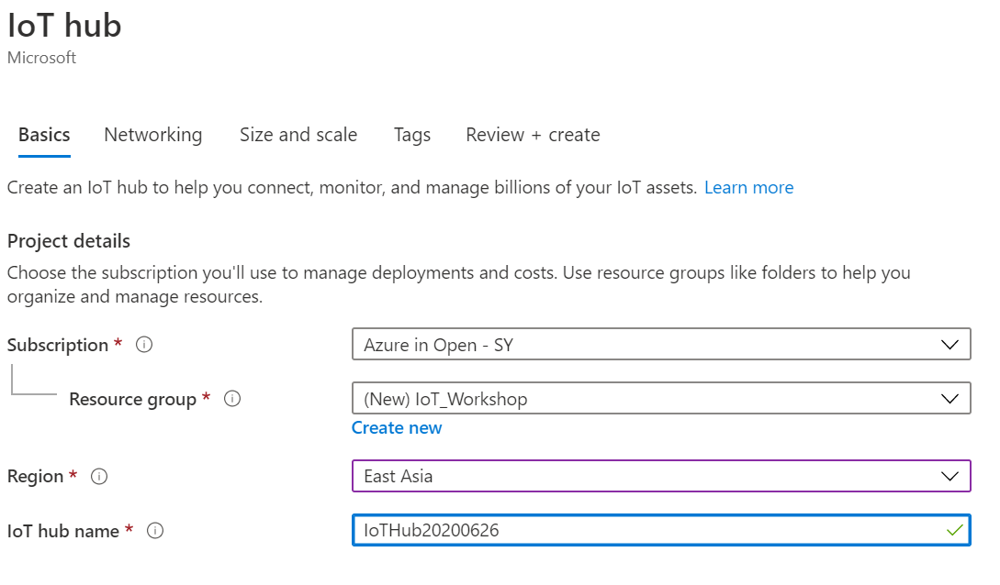 IoT hub
Microsoft
Basics Networking Size and scale Tags Review + create
Create an IoT hub to help you connect, monitor, and manage billions of your IoT assets. Learn more
Project details
Choose the subscription you'll use to manage deployments and costs. Use resource groups like folders to help you
organize and manage resources.
Subscription * Azure in Open - SY
Resource group * (New) IoT_Workshop
Create new
Region * East Asia
IoT hub name * IoTHub20200626